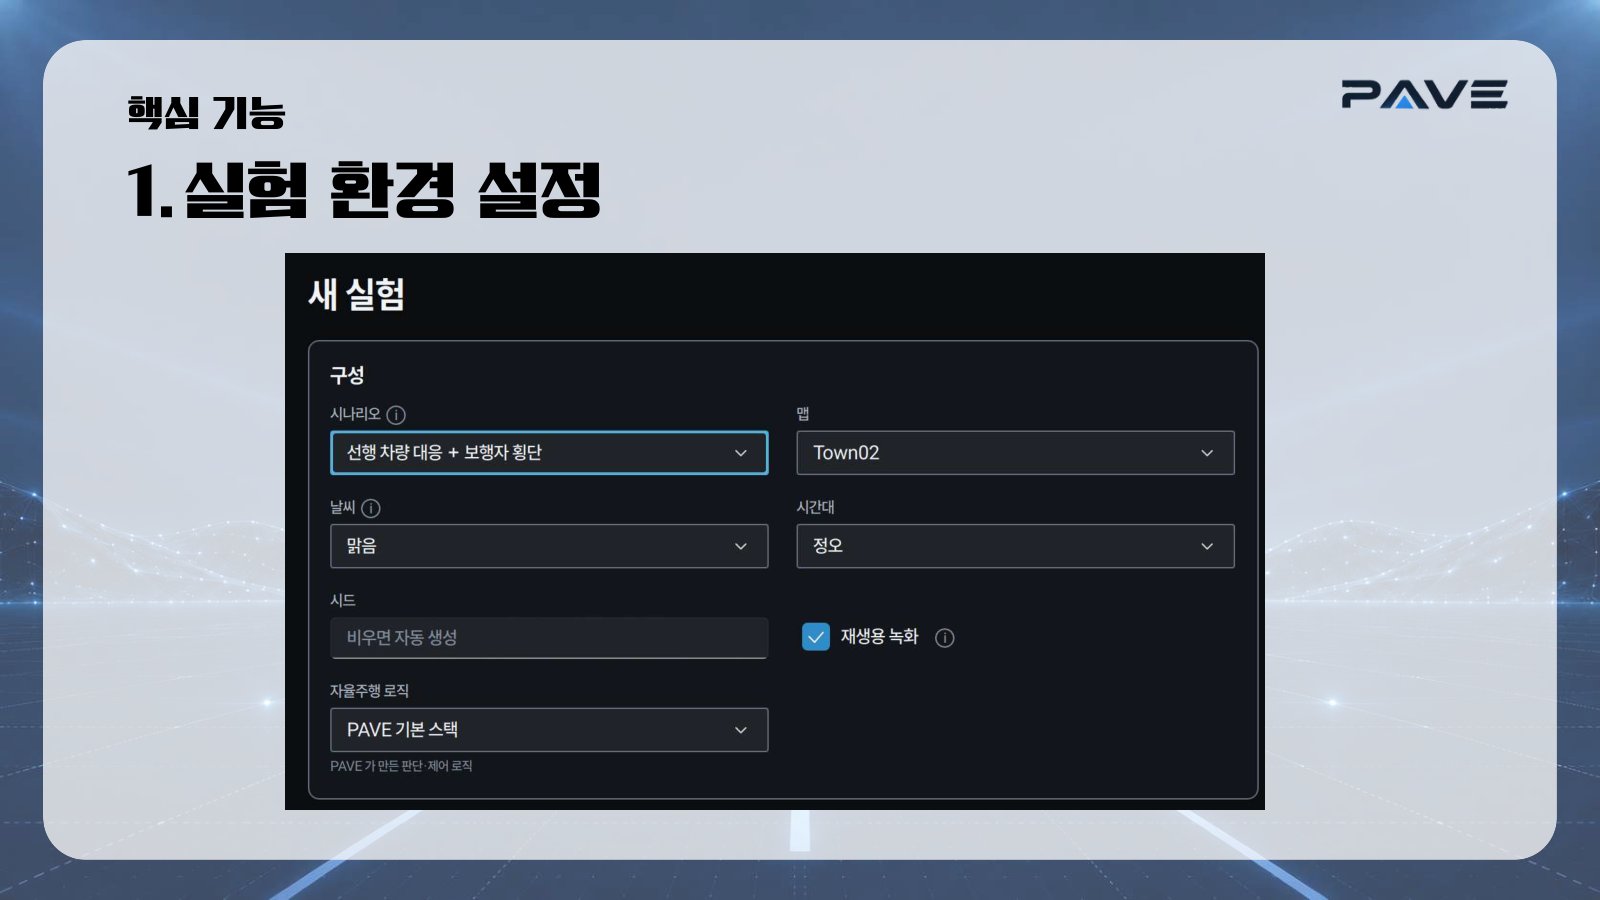 핵심 기능
PAVE
1. 실험 환경 설정
새 실험
구성
시나리오
맵
선행 차량 대응 + 보행자 횡단
Town02
날씨
시간대
맑음
정오
시드
비우면 자동 생성
재생용 녹화
자율주행 로직
PAVE 기본 스택
PAVE 가 만든 판단·제어 로직